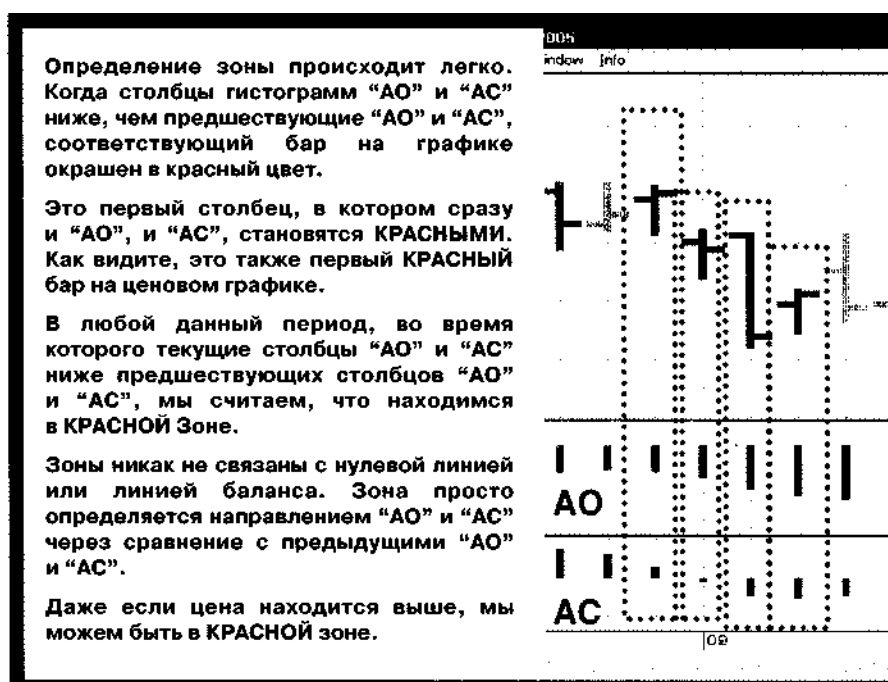 Определение зоны происходит легко.
Когда столбцы гистограмм “АО” и “АС”
ниже, чем предшествующие “АО” и “АС”,
соответствующий бар на графике
окрашен в красный цвет.
Это первый столбец, в котором сразу
и “АО”, и “АС”, становятся КРАСНЫМИ.
Как видите, это также первый КРАСНЫЙ
бар на ценовом графике.
В любой данный период, во время
которого текущие столбцы “АО” и “АС”
ниже предшествующих столбцов “АО”
и “АС”, мы считаем, что находимся
в КРАСНОЙ Зоне.
Зоны никак не связаны с нулевой линией
или линией баланса. Зона просто
определяется направлением “АО” и “АС”
через сравнение с предыдущими “АО”
и “АС”.
Даже если цена находится выше, мы
можем быть в КРАСНОЙ зоне.
005
indow Info
AO
AC
09